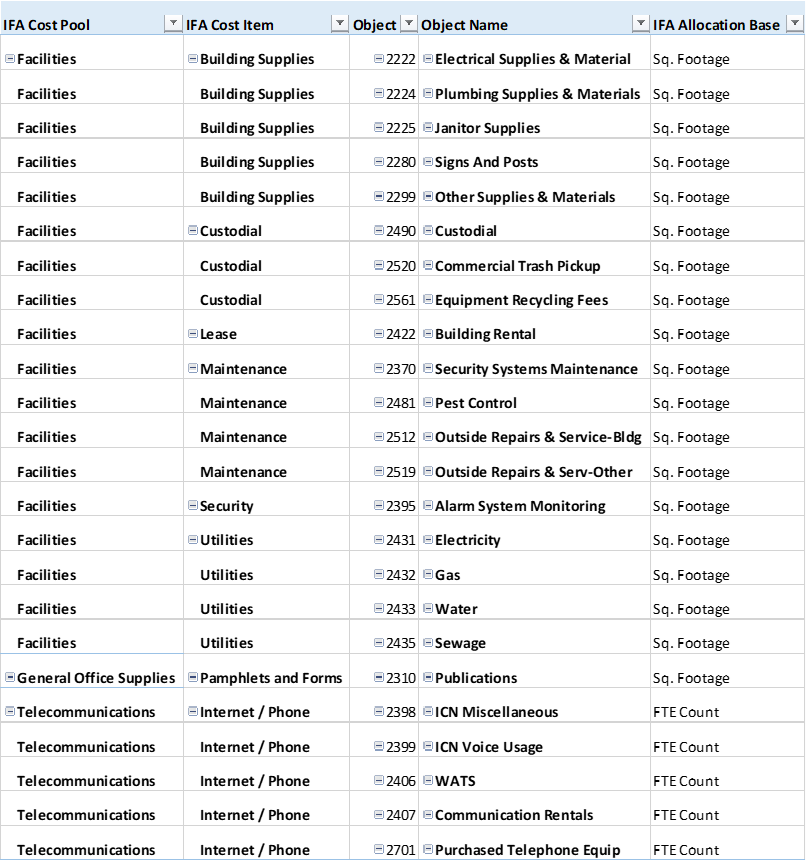 IFA Cost Pool IFA Cost Item Object Object Name IFA Allocation Base
Facilities Building Supplies 2222 Electrical Supplies & Material Sq. Footage
Facilities Building Supplies 2224 Plumbing Supplies & Materials Sq. Footage
Facilities Building Supplies 2225 Janitor Supplies Sq. Footage
Facilities Building Supplies 2280 Signs And Posts Sq. Footage
Facilities Building Supplies 2299 Other Supplies & Materials Sq. Footage
Facilities Custodial 2490 Custodial Sq. Footage
Facilities Custodial 2520 Commercial Trash Pickup Sq. Footage
Facilities Custodial 2561 Equipment Recycling Fees Sq. Footage
Facilities Lease 2422 Building Rental Sq. Footage
Facilities Maintenance 2370 Security Systems Maintenance Sq. Footage
Facilities Maintenance 2481 Pest Control Sq. Footage
Facilities Maintenance 2512 Outside Repairs & Service-Bldg Sq. Footage
Facilities Maintenance 2519 Outside Repairs & Serv-Other Sq. Footage
Facilities Security 2395 Alarm System Monitoring Sq. Footage
Facilities Utilities 2431 Electricity Sq. Footage
Facilities Utilities 2432 Gas Sq. Footage
Facilities Utilities 2433 Water Sq. Footage
Facilities Utilities 2435 Sewage Sq. Footage
General Office Supplies Pamphlets and Forms 2310 Publications Sq. Footage
Telecommunications Internet / Phone 2398 ICN Miscellaneous FTE Count
Telecommunications Internet / Phone 2399 ICN Voice Usage FTE Count
Telecommunications Internet / Phone 2406 WATS FTE Count
Telecommunications Internet / Phone 2407 Communication Rentals FTE Count
Telecommunications Internet / Phone 2701 Purchased Telephone Equip FTE Count